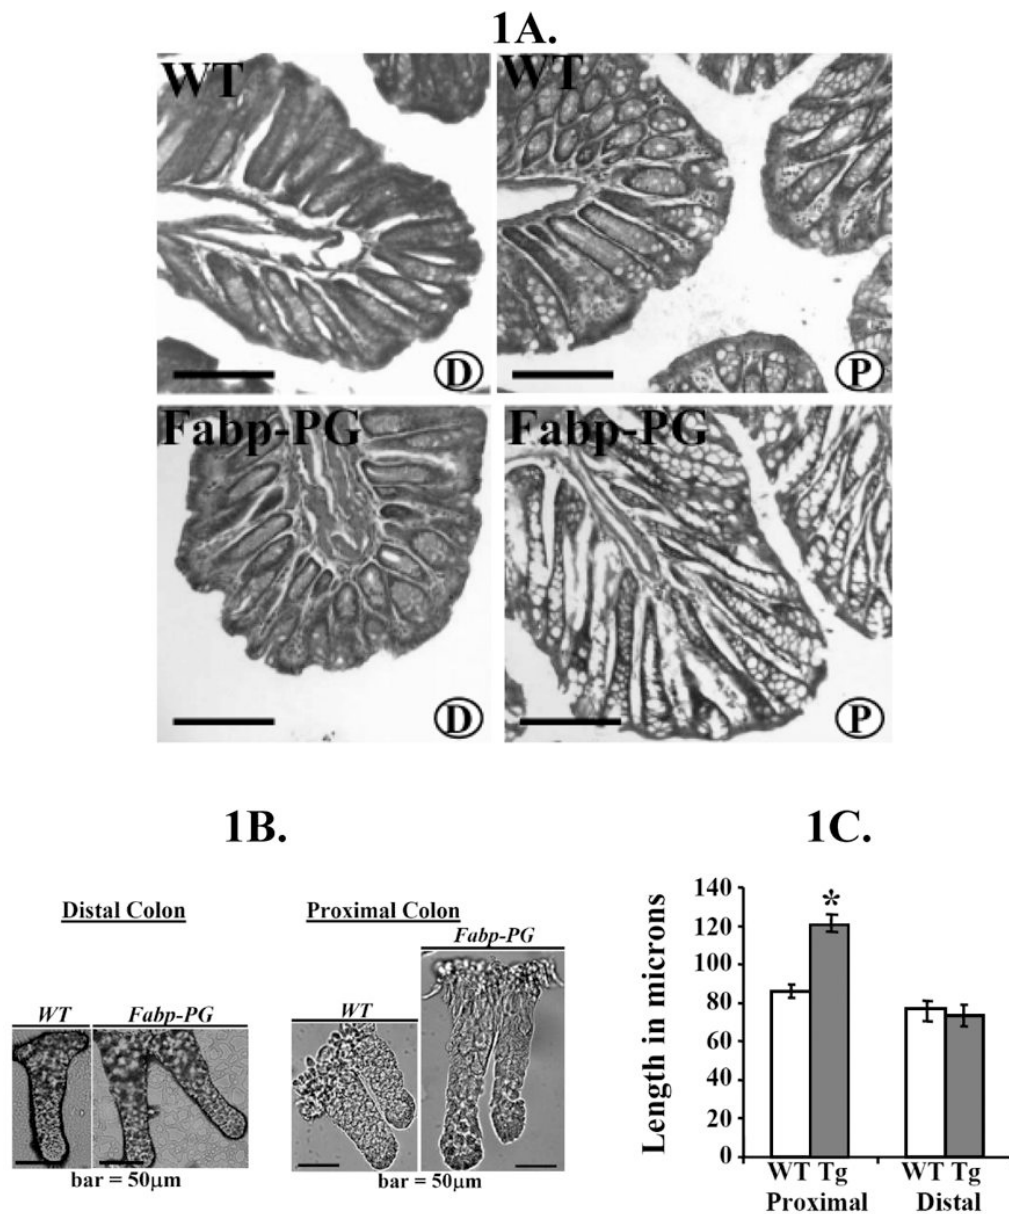 1A.
WT
WT
D
P
Fabp-PG
Fabp-PG
D
P
1B.
Distal Colon
Proximal Colon
WT
Fabp-PG
WT
Fabp-PG
bar = 50µm
bar = 50µm
1C.
Length in microns
140
120
100
80
60
40
20
0
*
WT Tg
WT Tg
Proximal
Distal